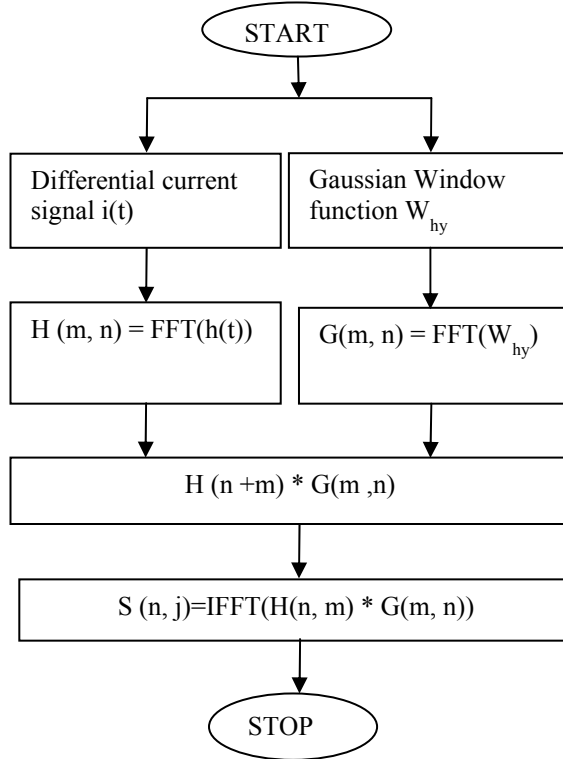 START
Differential current
signal i(t)
Gaussian Window
function W_hy
H (m, n) = FFT(h(t))
G(m, n) = FFT(W_hy)
H (n +m) * G(m ,n)
S (n, j)=IFFT(H(n, m) * G(m, n))
STOP